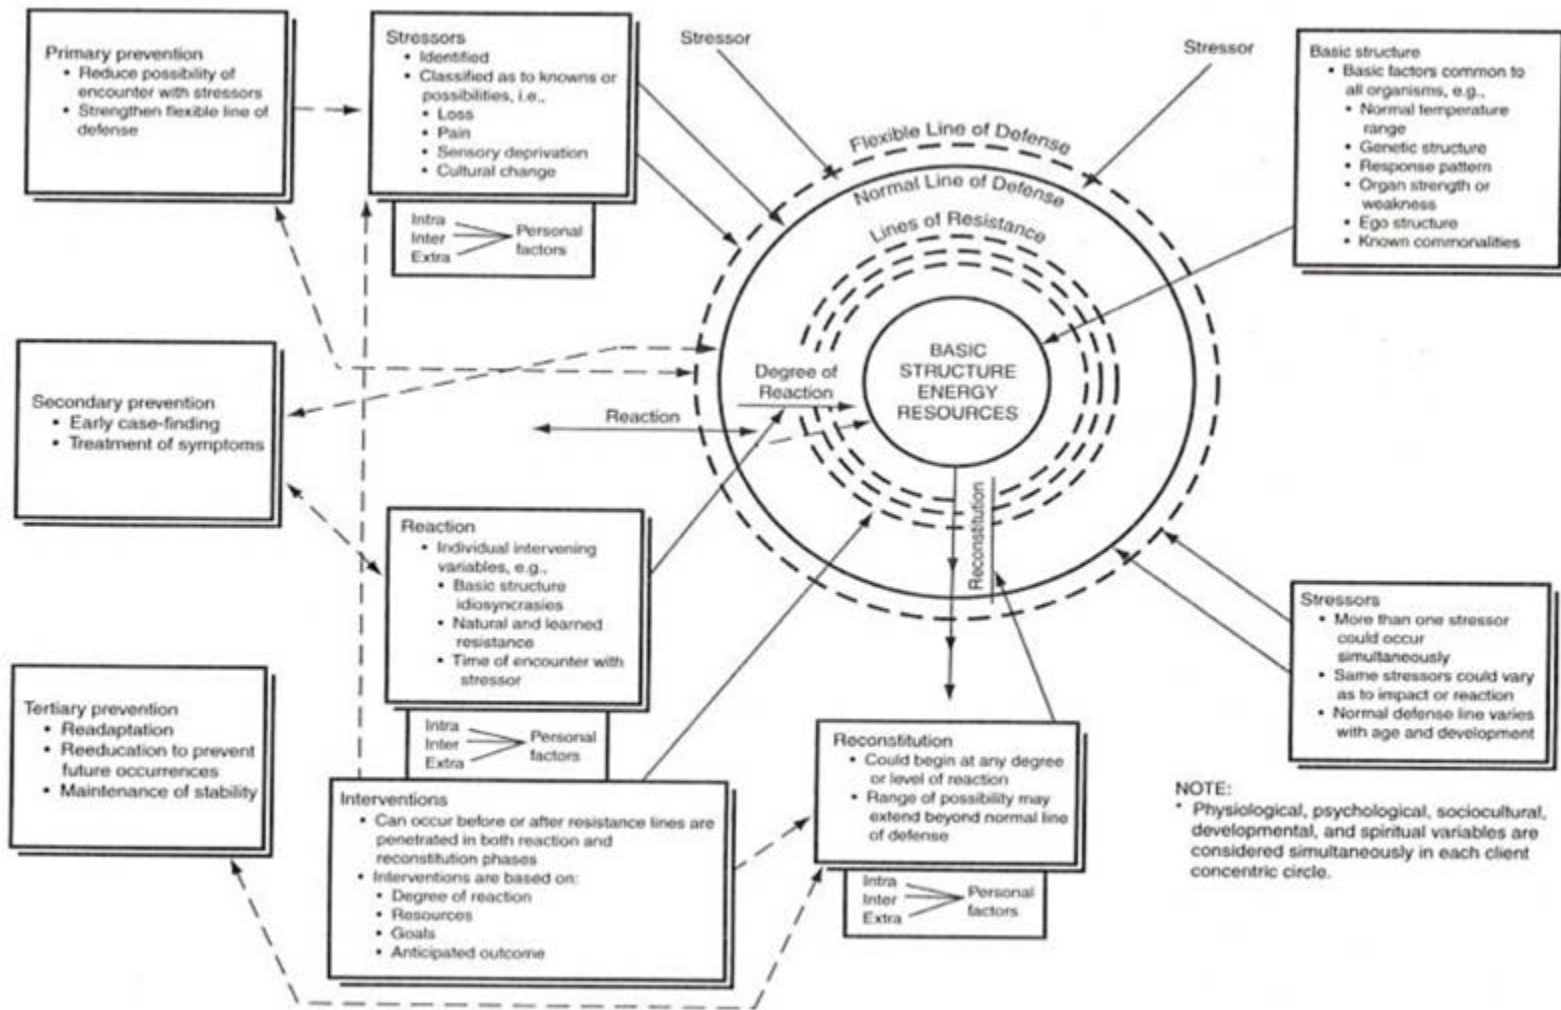 Primary prevention
• Reduce possibility of
encounter with stressors
• Strengthen flexible line of
defense
Stressors
• Identified
• Classified as to knowns or
possibilities, i.e.,
• Loss
• Pain
• Sensory deprivation
• Cultural change
Intra
Inter
Extra
Personal
factors
Stressor
Stressor
Basic structure
• Basic factors common to
all organisms, e.g.,
• Normal temperature
range
• Genetic structure
• Response pattern
• Organ strength or
weakness
• Ego structure
• Known commonalities
Flexible Line of Defense
Normal Line of Defense
Lines of Resistance
BASIC
STRUCTURE
ENERGY
RESOURCES
Degree of
Reaction
Reaction
Reconstitution
Secondary prevention
• Early case-finding
• Treatment of symptoms
Reaction
• Individual intervening
variables, e.g.,
• Basic structure
idiosyncrasies
• Natural and learned
resistance
• Time of encounter with
stressor
Intra
Inter
Extra
Personal
factors
Tertiary prevention
• Readaptation
• Reeducation to prevent
future occurrences
• Maintenance of stability
Interventions
• Can occur before or after resistance lines are
penetrated in both reaction and
reconstitution phases
• Interventions are based on:
• Degree of reaction
• Resources
• Goals
• Anticipated outcome
Reconstitution
• Could begin at any degree
or level of reaction
• Range of possibility may
extend beyond normal line
of defense
Intra
Inter
Extra
Personal
factors
Stressors
• More than one stressor
could occur
simultaneously
• Same stressors could vary
as to impact or reaction
• Normal defense line varies
with age and development
NOTE:
* Physiological, psychological, sociocultural,
developmental, and spiritual variables are
considered simultaneously in each client
concentric circle.